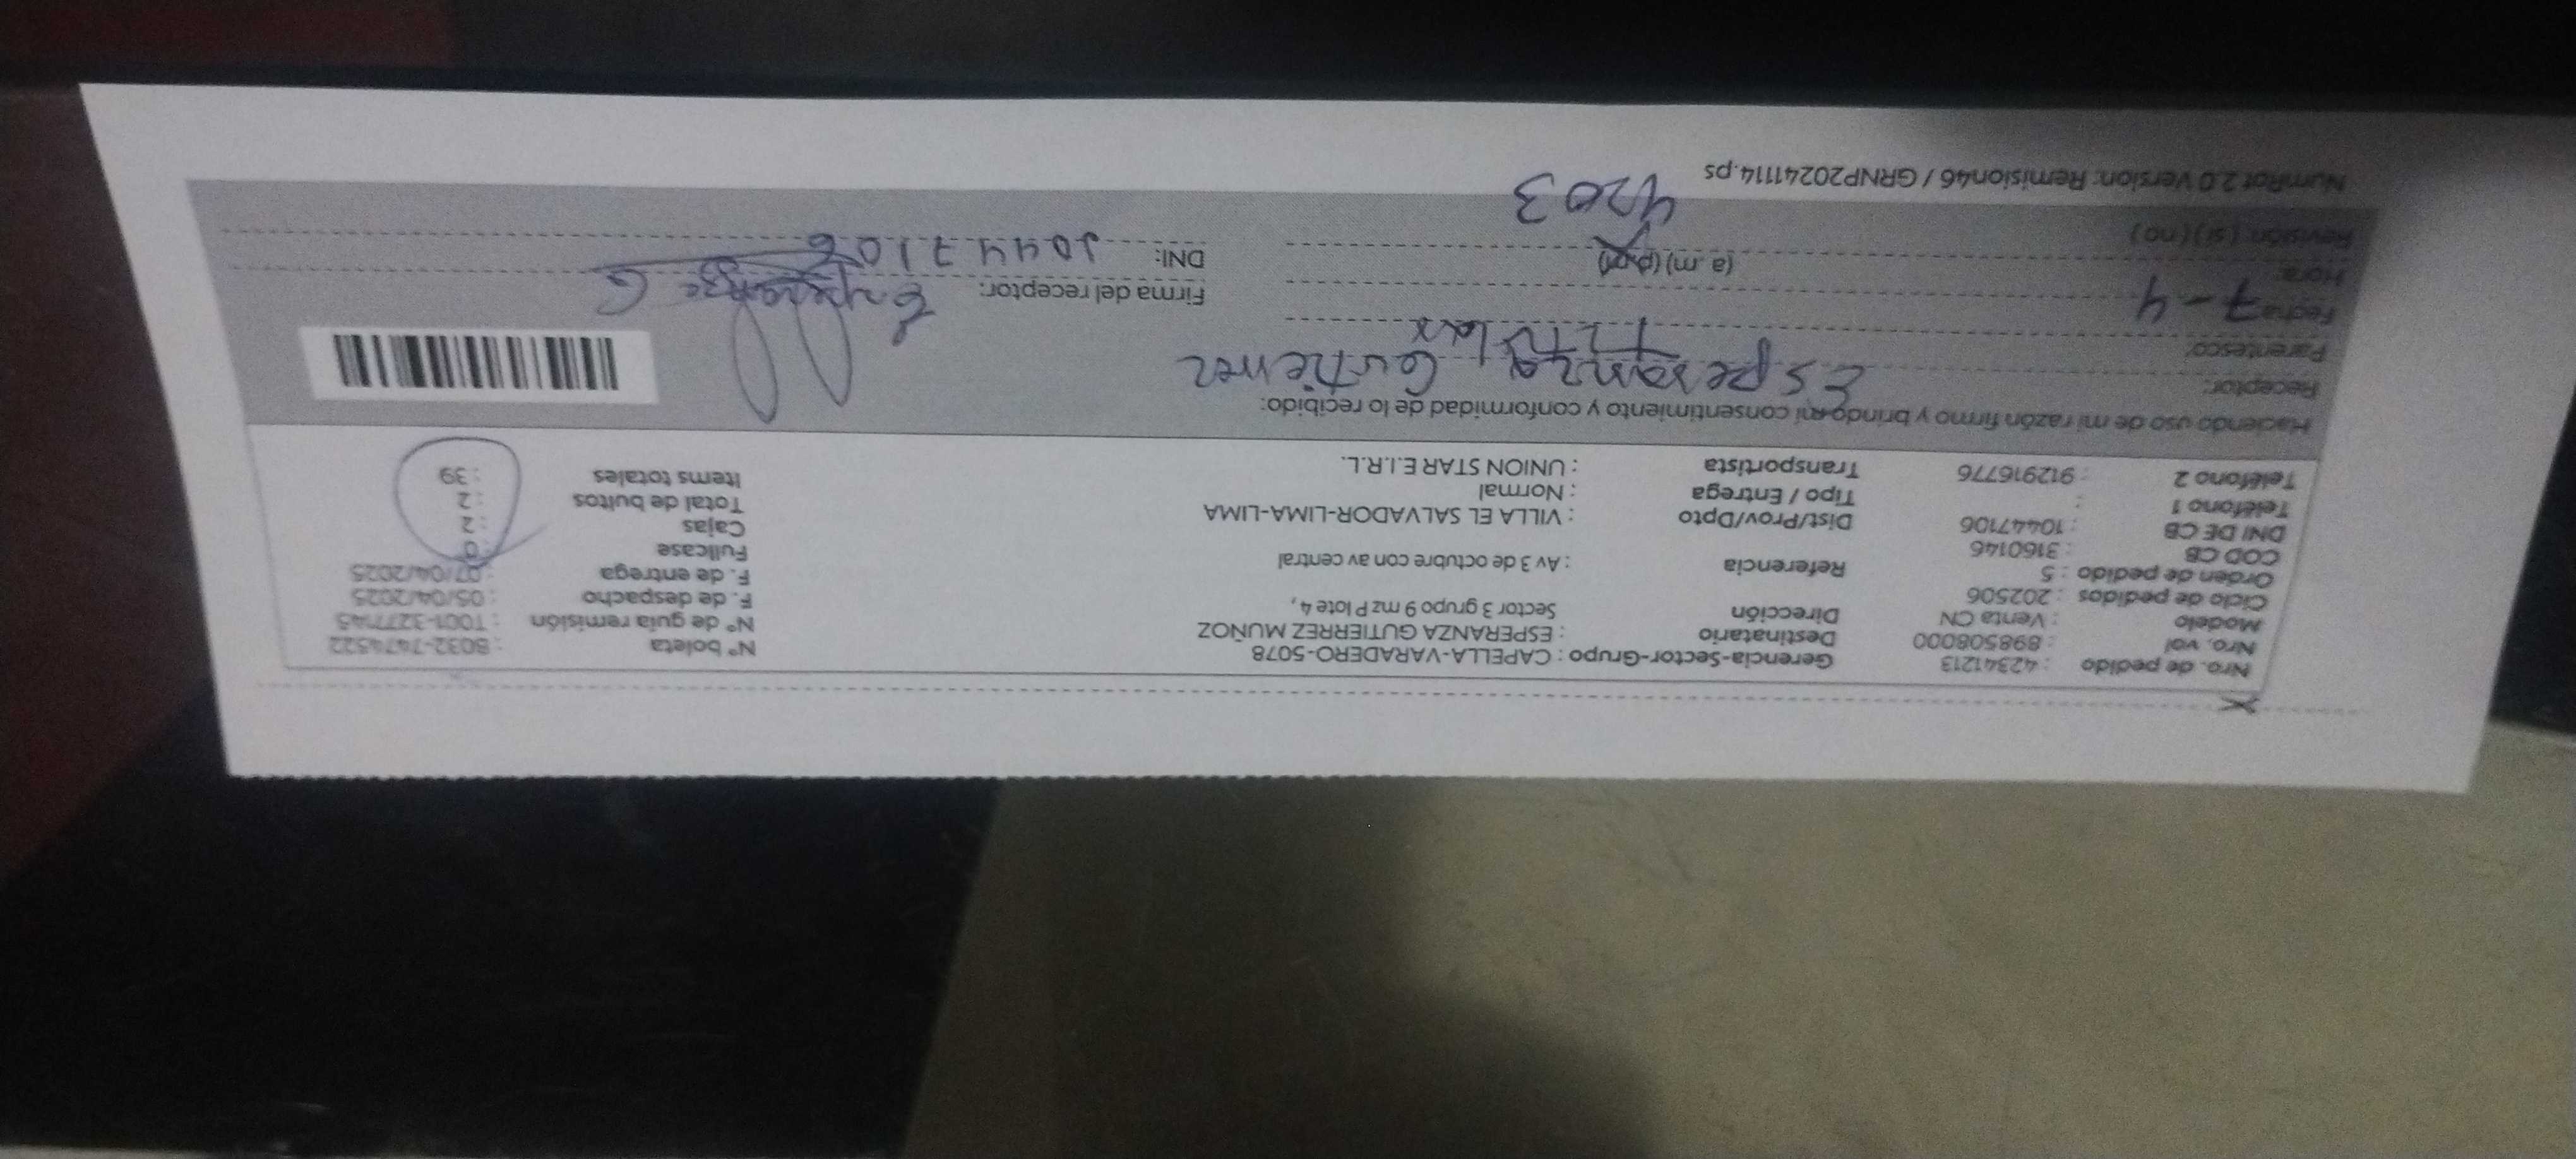 Nro. de pedido : 42341213 Gerencia-Sector-Grupo : CAPELLA-VARADERO-5078 N° boleta : B032-7474522
Nro. val : 898508000 Destinatario : ESPERANZA GUTIERREZ MUÑOZ N° de guía remisión : T001-3277145
Modelo : Venta CN Dirección Sector 3 grupo 9 mz P lote 4, F. de despacho : 05/04/2025
Ciclo de pedidos : 202506 F. de entrega : 07/04/2025
Orden de pedido : 5 Referencia : Av 3 de octubre con av central Fullcase : 0
COD CB : 3160146 Cajas : 2
DNI DE CB : 10447106 Dist/Prov/Dpto : VILLA EL SALVADOR-LIMA-LIMA Total de bultos : 2
Teléfono 1 : Tipo / Entrega : Normal Items totales : 39
Teléfono 2 : 912916776 Transportista : UNION STAR E.I.R.L.
Haciendo uso de mi razón firmo y brindo mi consentimiento y conformidad de lo recibido:
Receptor: Esperanza Gutierrez
Parentesco: Titular
Fecha: 7-4 Firma del receptor: Esperanza G
Hora: (a.m) (p.m) DNI: 10447106
Revisión: (si) (no) 4203
NumRot 2.0 Version: Remision46 / GRNP20241114.ps